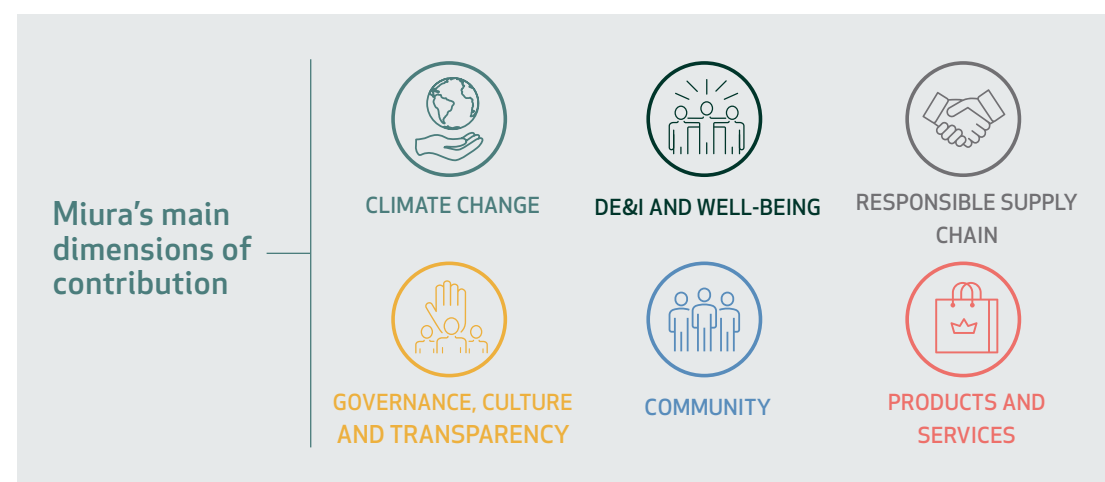 Miura's main
dimensions of
contribution
CLIMATE CHANGE
DE&I AND WELL-BEING
RESPONSIBLE SUPPLY
CHAIN
GOVERNANCE, CULTURE
AND TRANSPARENCY
COMMUNITY
PRODUCTS AND
SERVICES